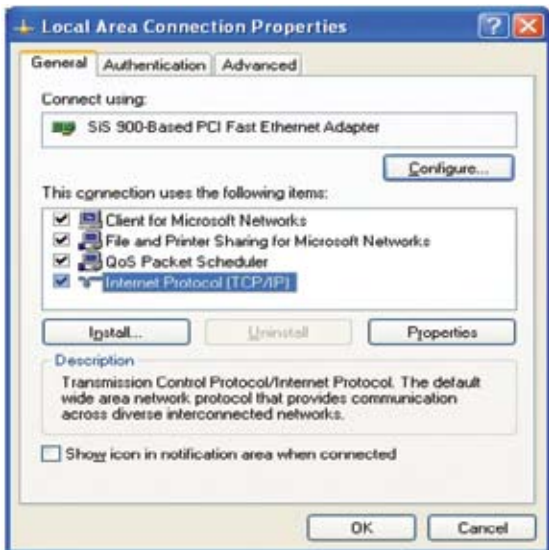 Local Area Connection Properties
General Authentication Advanced
Connect using:
SiS 900-Based PCI Fast Ethernet Adapter
Configure...
This connection uses the following items:
Client for Microsoft Networks
File and Printer Sharing for Microsoft Networks
QoS Packet Scheduler
Internet Protocol (TCP/IP)
Install... Uninstall Properties
Description
Transmission Control Protocol/Internet Protocol. The default
wide area network protocol that provides communication
across diverse interconnected networks.
Show icon in notification area when connected
OK Cancel